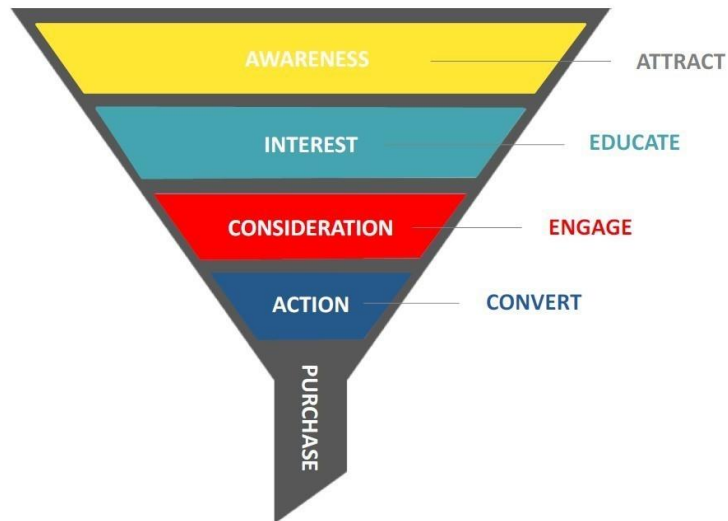 AWARENESS
ATTRACT
INTEREST
EDUCATE
CONSIDERATION
ENGAGE
ACTION
CONVERT
PURCHASE